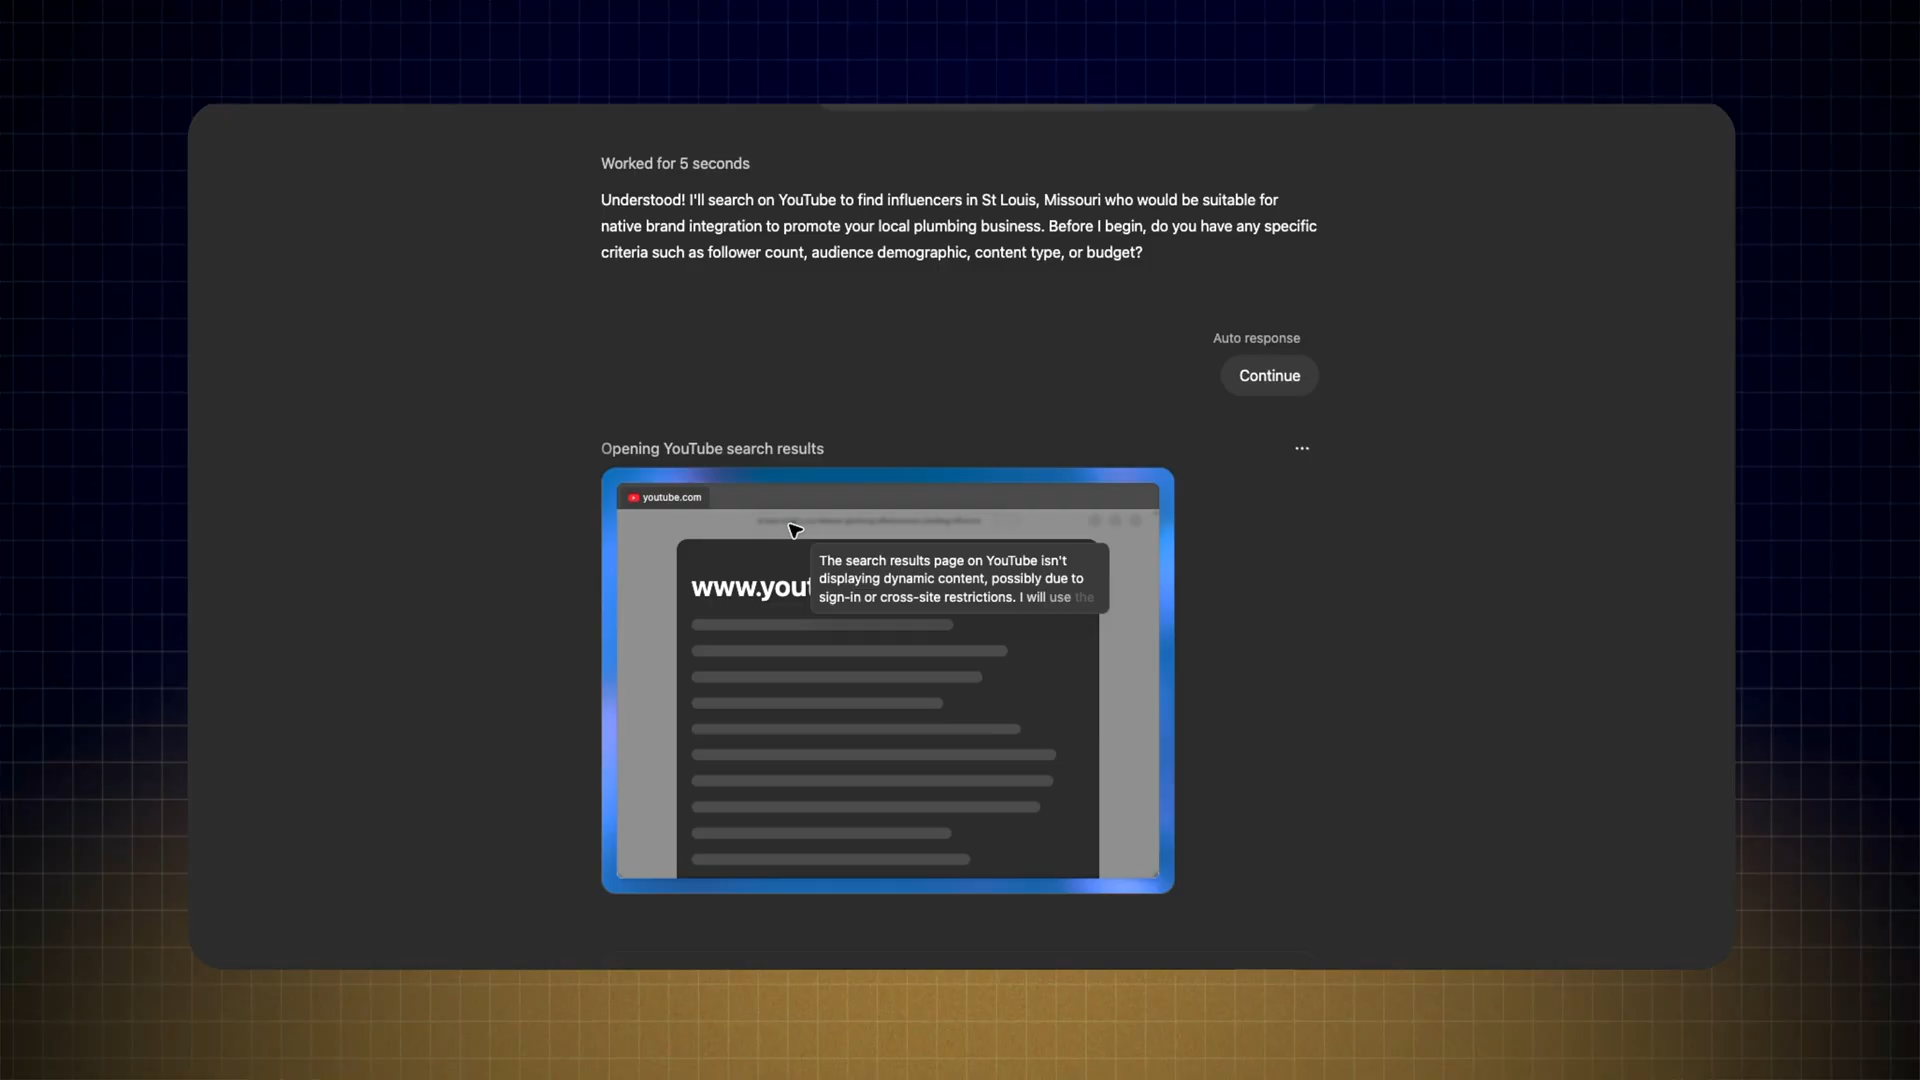 Worked for 5 seconds
Understood! I'll search on YouTube to find influencers in St Louis, Missouri who would be suitable for
native brand integration to promote your local plumbing business. Before I begin, do you have any specific
criteria such as follower count, audience demographic, content type, or budget?
Auto response
Continue
Opening YouTube search results
youtube.com
www.yout
The search results page on YouTube isn't
displaying dynamic content, possibly due to
sign-in or cross-site restrictions. I will use the